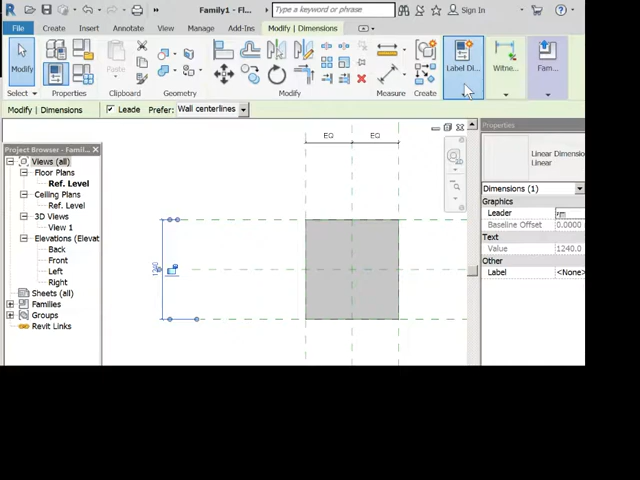 Family1 - Fl...
Type a keyword or phrase
Sign In
File
Create
Insert
Annotate
View
Manage
Add-Ins
Modify | Dimensions
Modify
Paste
Label Di...
Witne...
Fam...
Select
Properties
Clipboard
Geometry
Modify
Measure
Create
Modify | Dimensions
Leade
Prefer:
Wall centerlines
Project Browser - Famil...
Views (all)
Floor Plans
Ref. Level
Ceiling Plans
Ref. Level
3D Views
View 1
Elevations (Elevat
Back
Front
Left
Right
Sheets (all)
Families
Groups
Revit Links
EQ
EQ
1240
Properties
Linear Dimensio
Linear
Dimensions (1)
Graphics
Leader
Baseline Offset
0.0000
Text
Value
1240.0
Other
Label
<None>